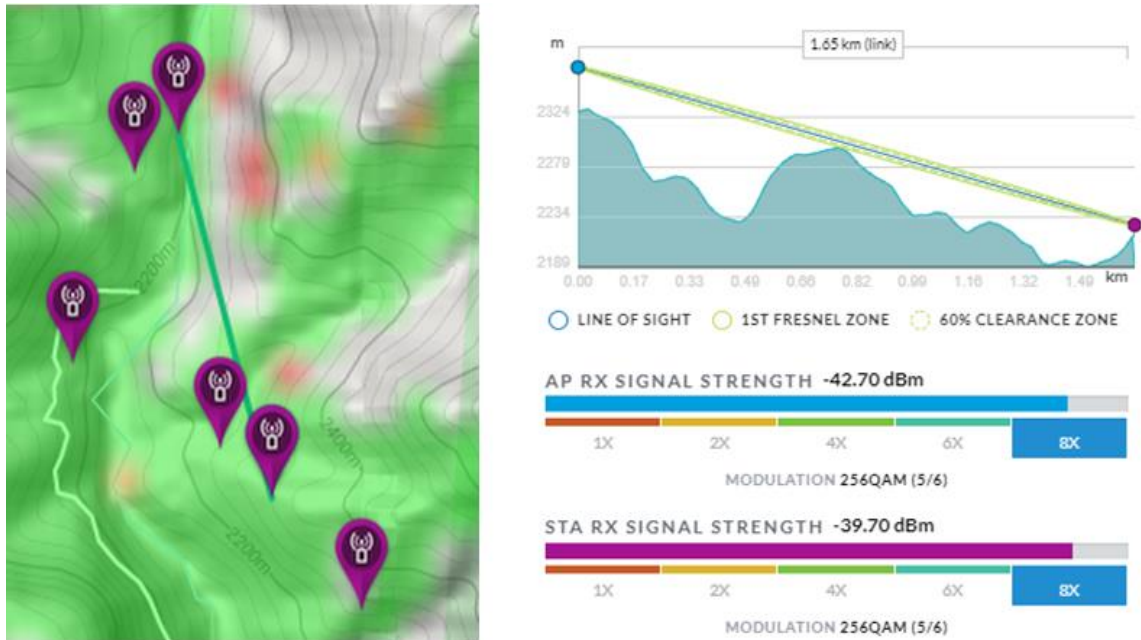 2200m
2400m
2200m
m
1.65 km (link)
2324
2279
2234
2189
km
0.00 0.17 0.33 0.49 0.66 0.82 0.99 1.16 1.32 1.49
LINE OF SIGHT 1ST FRESNEL ZONE 60% CLEARANCE ZONE
AP RX SIGNAL STRENGTH -42.70 dBm
1X 2X 4X 6X 8X
MODULATION 256QAM (5/6)
STA RX SIGNAL STRENGTH -39.70 dBm
1X 2X 4X 6X 8X
MODULATION 256QAM (5/6)